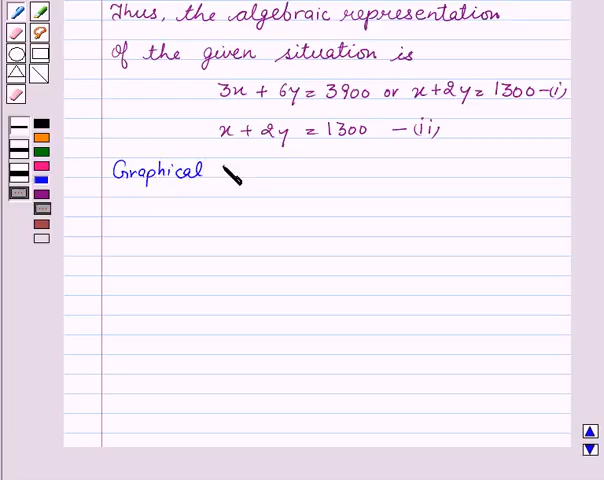 Thus, the algebraic representation
of the given situation is
3x + 6y = 3900 or x+2y = 1300 -(i)
x + 2y = 1300 - (ii)
Graphical